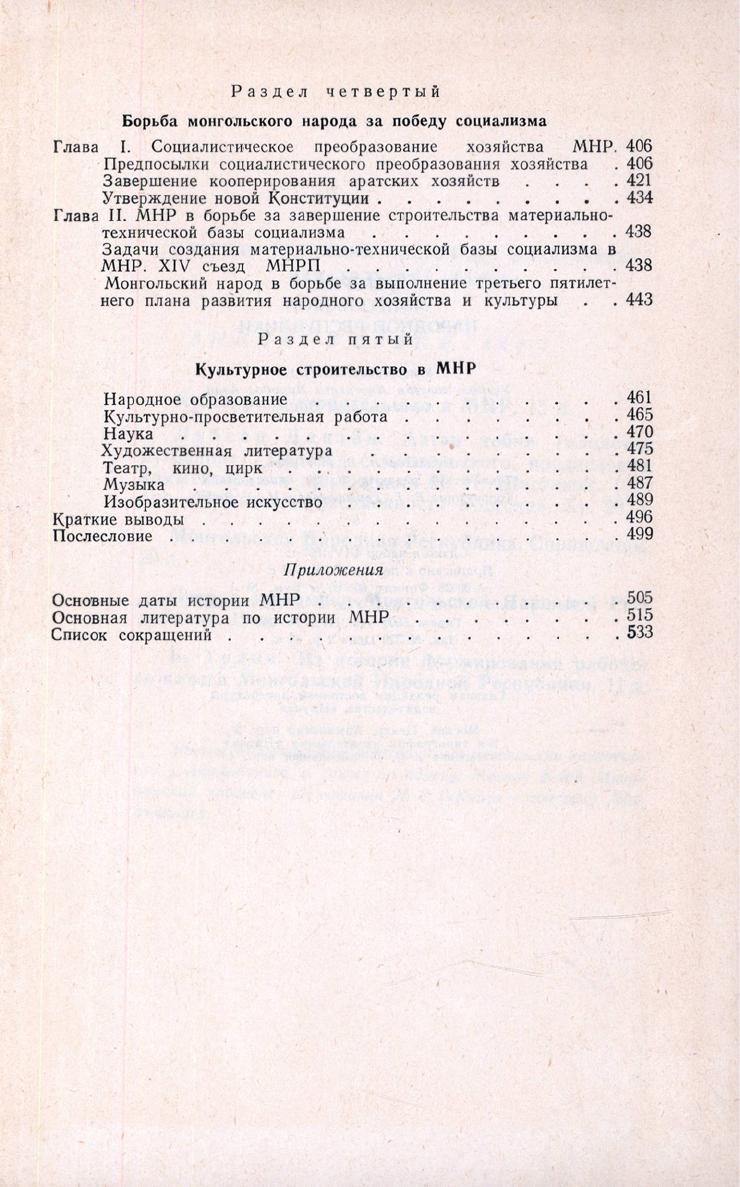 Раздел четвертый
Борьба монгольского народа за победу социализма
Глава I. Социалистическое преобразование хозяйства МНР. 406
Предпосылки социалистического преобразования хозяйства . 406
Завершение кооперирования аратских хозяйств . . . . 421
Утверждение новой Конституции . . . . . . . . . 434
Глава II. МНР в борьбе за завершение строительства материально-
технической базы социализма . . . . . . . . . 438
Задачи создания материально-технической базы социализма в
МНР. XIV съезд МНРП . . . . . . . . . . 438
Монгольский народ в борьбе за выполнение третьего пятилет-
него плана развития народного хозяйства и культуры . . 443
Раздел пятый
Культурное строительство в МНР
Народное образование . . . . . . . . . . . 461
Культурно-просветительная работа . . . . . . . . 465
Наука . . . . . . . . . . . . . . . 470
Художественная литература . . . . . . . . . 475
Театр, кино, цирк . . . . . . . . . . . . 481
Музыка . . . . . . . . . . . . . . . 487
Изобразительное искусство . . . . . . . . . 489
Краткие выводы . . . . . . . . . . . . . . 496
Послесловие . . . . . . . . . . . . . . . 499
Приложения
Основные даты истории МНР . . . . . . . . . . 505
Основная литература по истории МНР . . . . . . . . 515
Список сокращений . . . . . . . . . . . . . 533